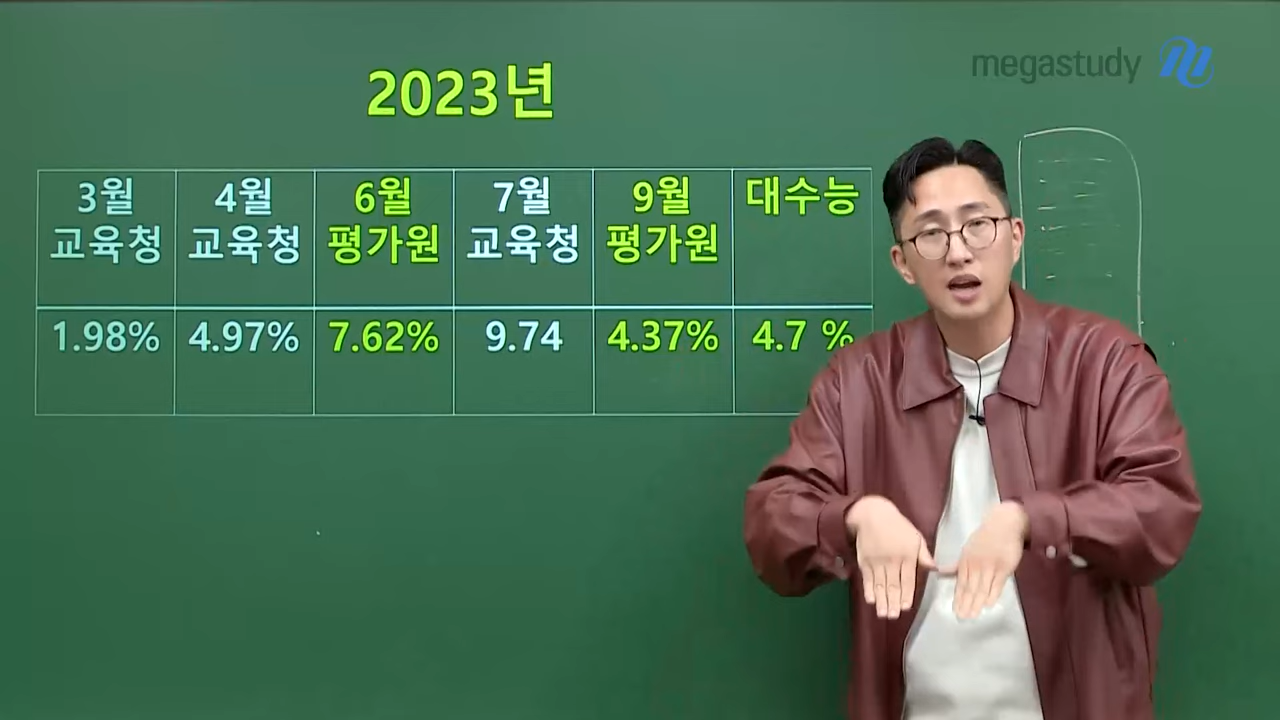 megastudy
2023년
3월 교육청 4월 교육청 6월 평가원 7월 교육청 9월 평가원 대수능
1.98% 4.97% 7.62% 9.74 4.37% 4.7 %